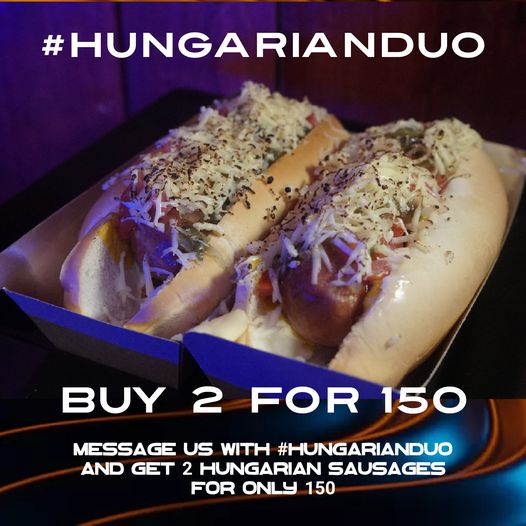 #HUNGARIANDUO
BUY 2 FOR 150
MESSAGE US WITH #HUNGARIANDUO
AND GET 2 HUNGARIAN SAUSAGES
FOR ONLY 150